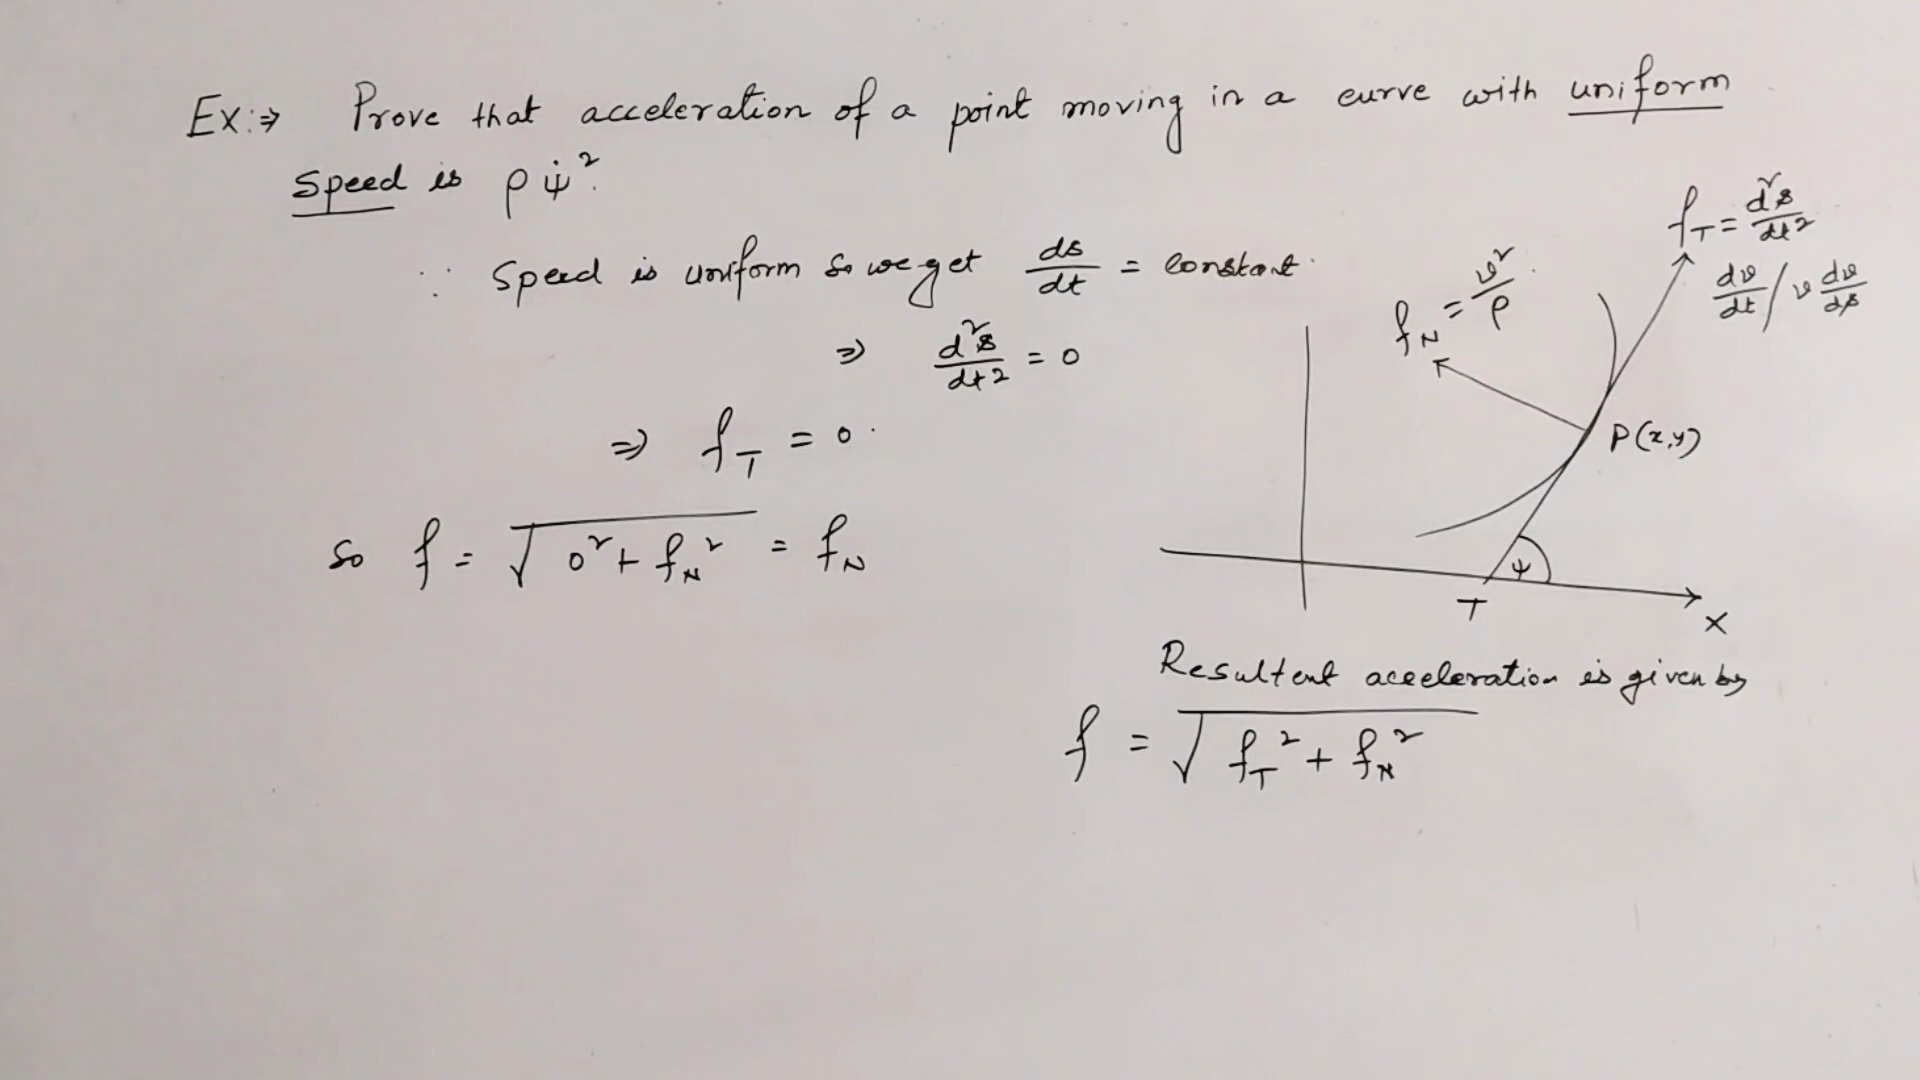 Ex:⇒ Prove that acceleration of a point moving in a curve with uniform
speed is ρψ̇².
∵ Speed is uniform so we get ds/dt = constant.
⇒ d²s/dt² = 0
⇒ f_T = 0.
So f = √(0² + f_N²) = f_N
f_T = d²s/dt²
dv/dt / v dv/ds
f_N = v²/ρ.
P(x,y)
ψ
T
X
Resultent acceleration is given by
f = √(f_T² + f_N²)